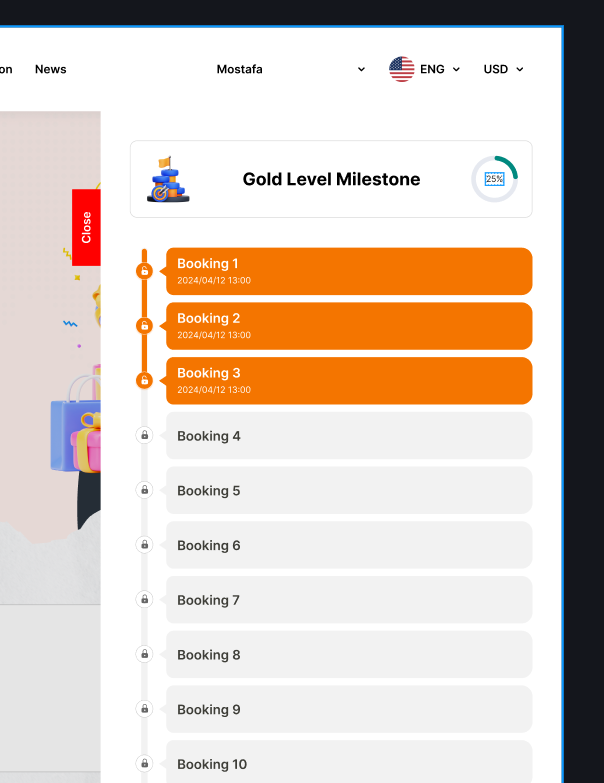 on
News
Mostafa
ENG
USD
Close
Gold Level Milestone
25%
Booking 1
2024/04/12 13:00
Booking 2
2024/04/12 13:00
Booking 3
2024/04/12 13:00
Booking 4
Booking 5
Booking 6
Booking 7
Booking 8
Booking 9
Booking 10